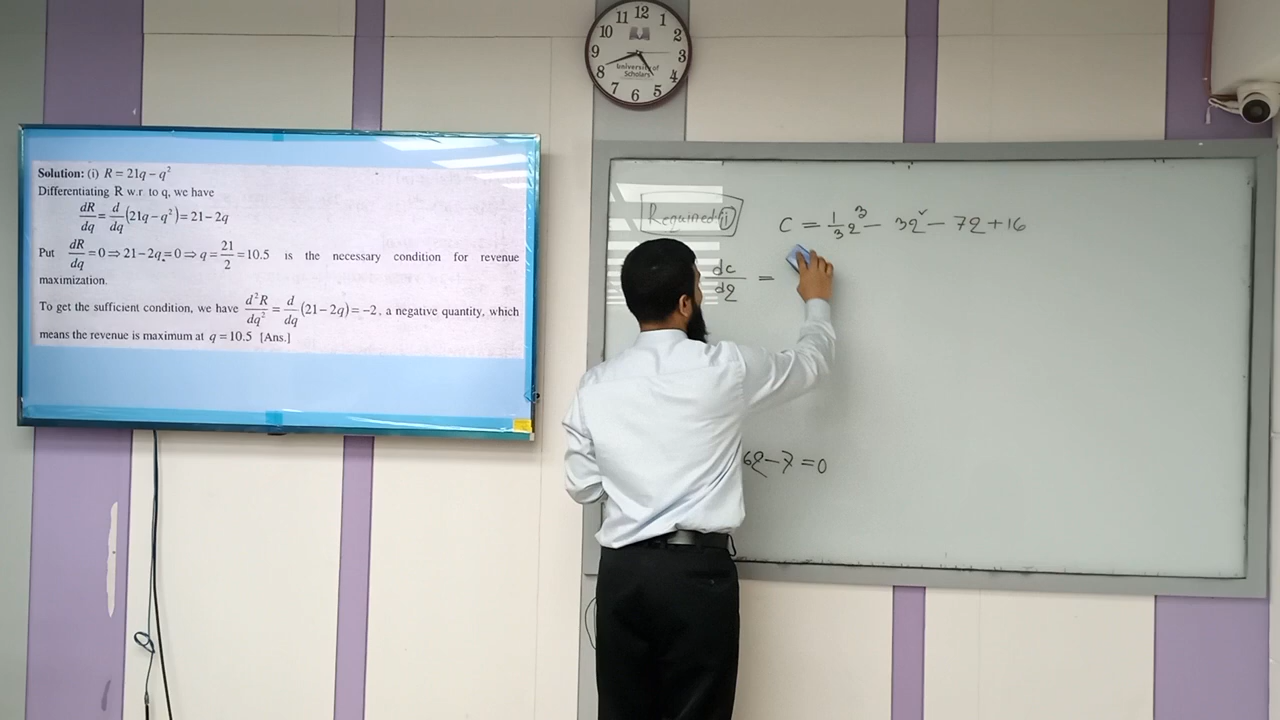 Solution: (i) R = 21q − q²
Differentiating R w.r to q, we have
dR/dq = d/dq (21q − q²) = 21 − 2q
Put dR/dq = 0 ⇒ 21 − 2q = 0 ⇒ q = 21/2 = 10.5 is the necessary condition for revenue
maximization.
To get the sufficient condition, we have d²R/dq² = d/dq (21 − 2q) = −2, a negative quantity, which
means the revenue is maximum at q = 10.5 [Ans.]
12 1 2 3 4 5 6 7 8 9 10 11
University of
Scholars
Required (i)
C = 1/3 q³ − 3q² − 7q + 16
dc/dq =
6q − 7 = 0